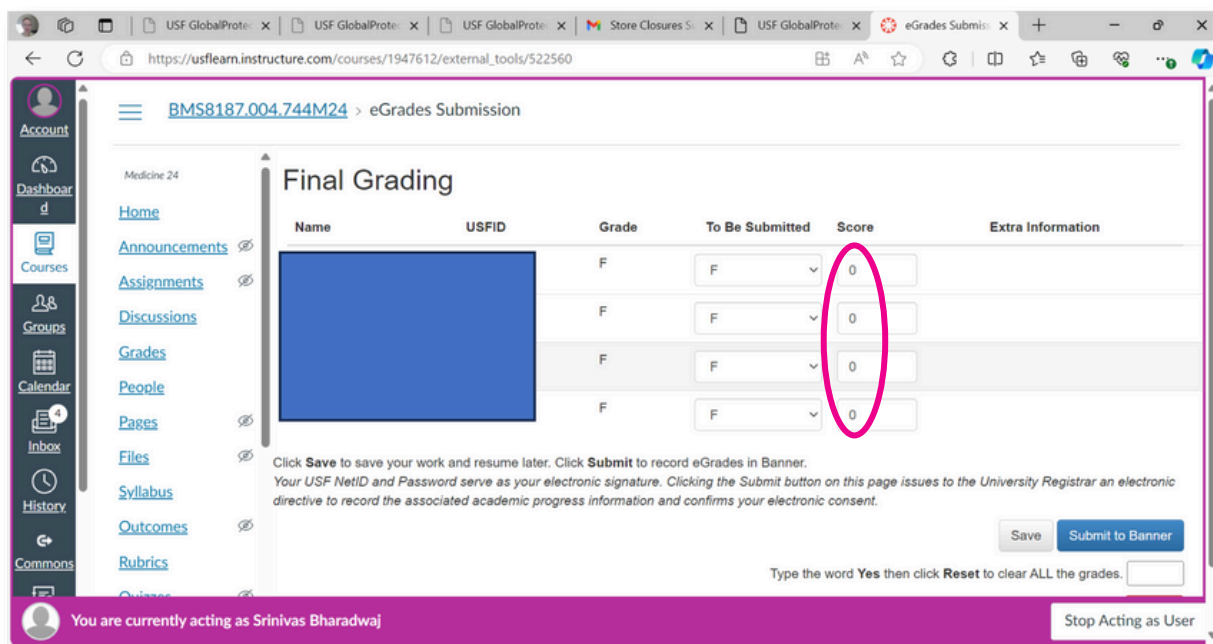 USF GlobalProtec
USF GlobalProtec
USF GlobalProtec
Store Closures Su
USF GlobalProtec
eGrades Submiss
https://usflearn.instructure.com/courses/1947612/external_tools/522560
Account
Dashboar
d
Courses
Groups
Calendar
4
Inbox
History
Commons
BMS8187.004.744M24 > eGrades Submission
Medicine 24
Home
Announcements
Assignments
Discussions
Grades
People
Pages
Files
Syllabus
Outcomes
Rubrics
Quizzes
Final Grading
Name USFID Grade To Be Submitted Score Extra Information
F F 0
F F 0
F F 0
F F 0
Click Save to save your work and resume later. Click Submit to record eGrades in Banner.
Your USF NetID and Password serve as your electronic signature. Clicking the Submit button on this page issues to the University Registrar an electronic
directive to record the associated academic progress information and confirms your electronic consent.
Save Submit to Banner
Type the word Yes then click Reset to clear ALL the grades.
You are currently acting as Srinivas Bharadwaj
Stop Acting as User